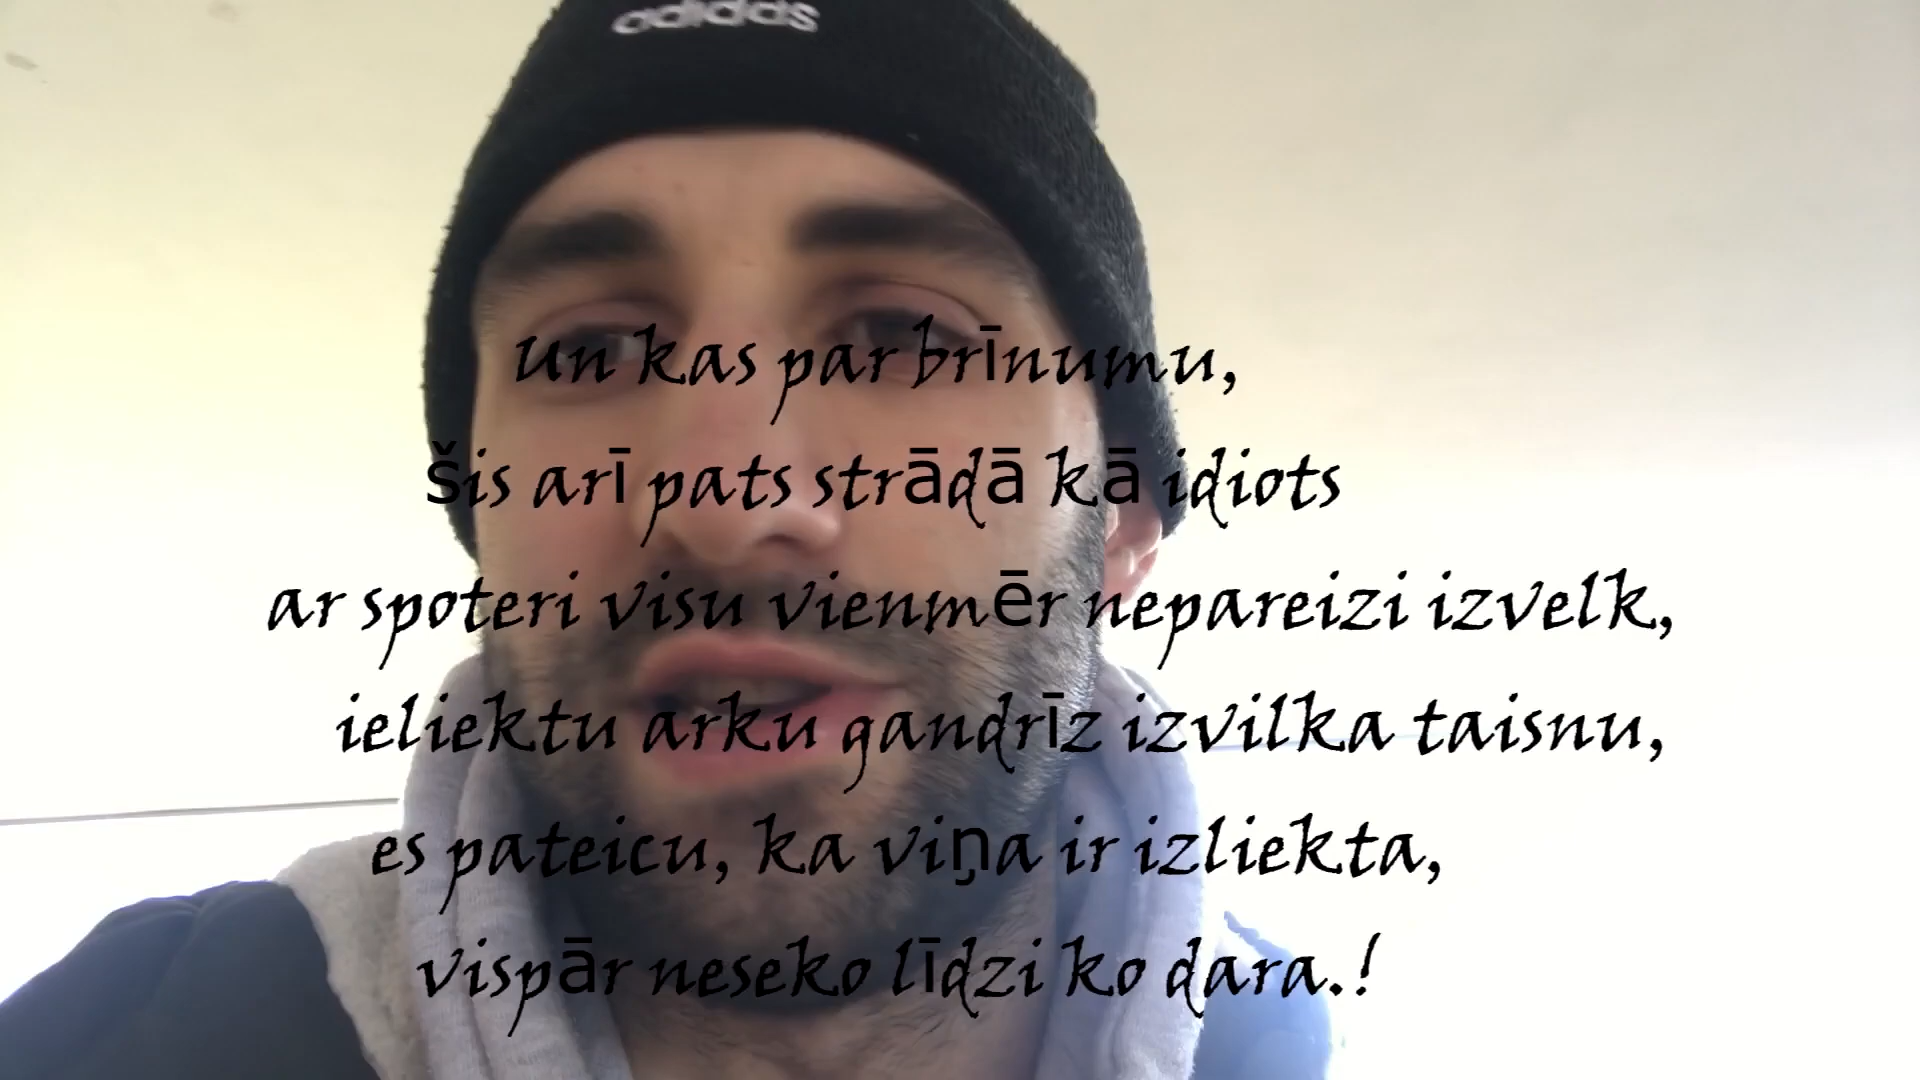 adidas
Un kas par brīnumu,
šis arī pats strādā kā idiots
ar spoteri visu vienmēr nepareizi izvelk,
ieliektu arku gandrīz izvilka taisnu,
es pateicu, ka viņa ir izliekta,
vispār neseko līdzi ko dara.!